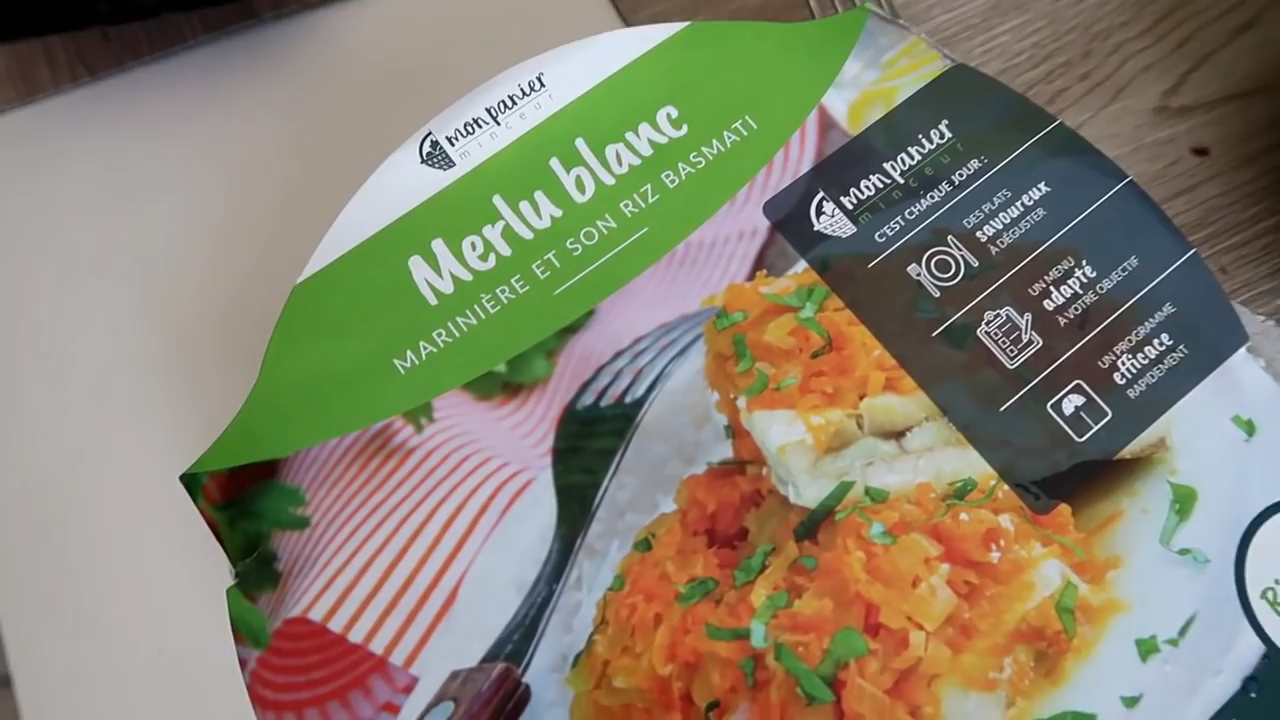 mon panier
minceur
Merlu blanc
MARINIÈRE ET SON RIZ BASMATI
mon panier
minceur
C'EST CHAQUE JOUR :
DES PLATS
savoureux
À DÉGUSTER
UN MENU
adapté
À VOTRE OBJECTIF
UN PROGRAMME
efficace
RAPIDEMENT